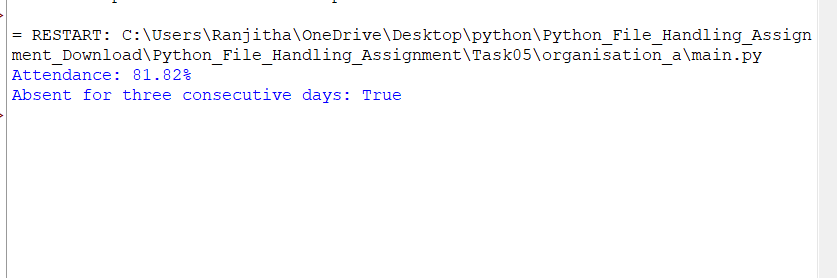 = RESTART: C:\Users\Ranjitha\OneDrive\Desktop\python\Python_File_Handling_Assign
ment_Download\Python_File_Handling_Assignment\Task05\organisation_a\main.py
Attendance: 81.82%
Absent for three consecutive days: True